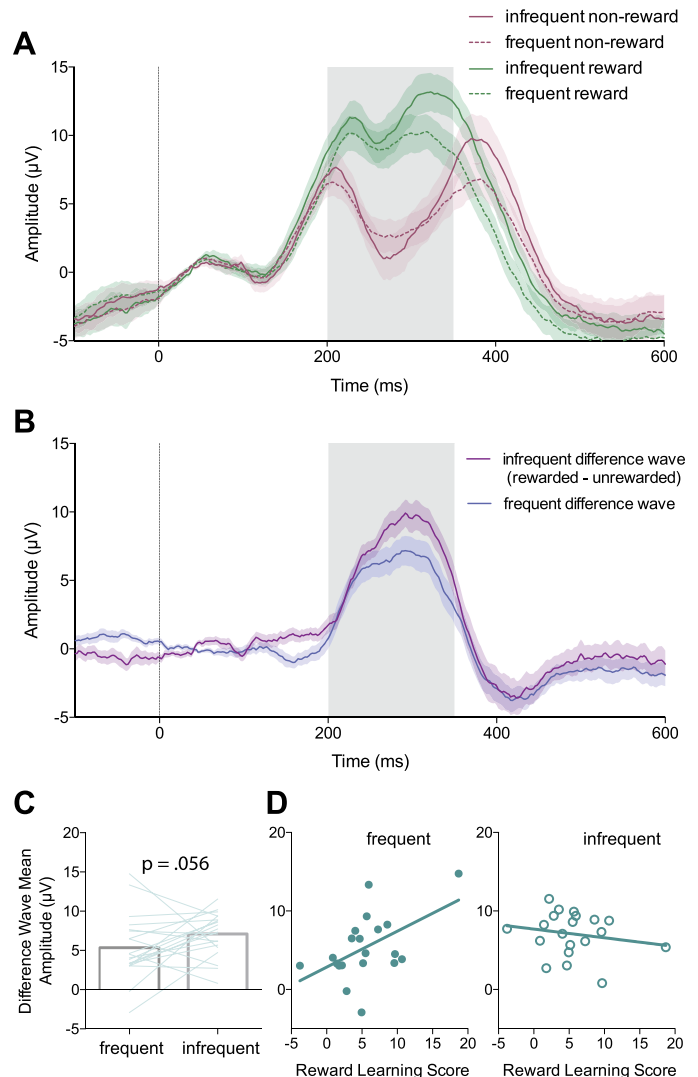 A
infrequent non-reward
frequent non-reward
infrequent reward
frequent reward
15
10
5
0
-5
Amplitude (µV)
0
200
400
600
Time (ms)
B
infrequent difference wave
(rewarded - unrewarded)
frequent difference wave
15
10
5
0
-5
Amplitude (µV)
0
200
400
600
Time (ms)
C
p = .056
20
15
10
5
0
-5
Difference Wave Mean
Amplitude (µV)
frequent
infrequent
D
frequent
20
10
0
-5
0
5
10
15
20
Reward Learning Score
infrequent
20
10
0
-5
0
5
10
15
20
Reward Learning Score